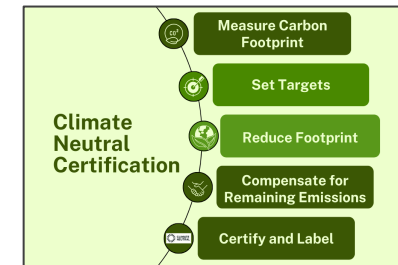 Climate
Neutral
Certification
Measure Carbon
Footprint
Set Targets
Reduce Footprint
Compensate for
Remaining Emissions
Certify and Label